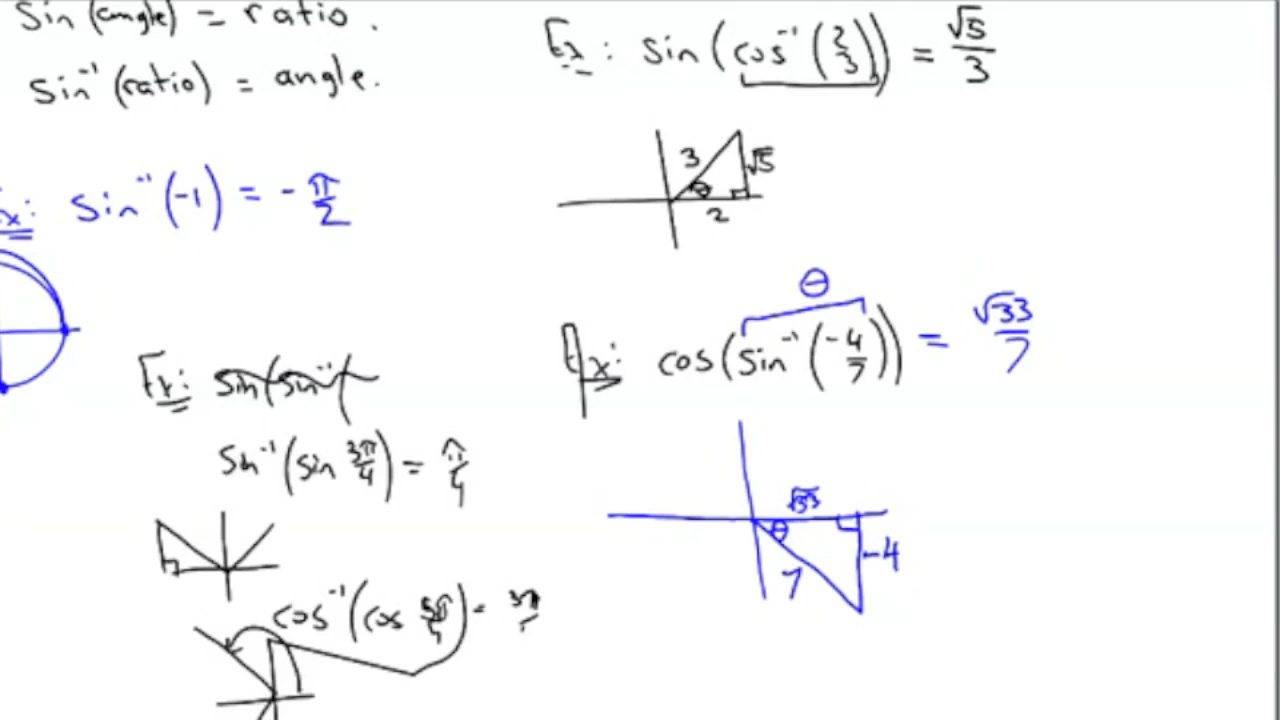 Sin (angle) = ratio.
Sin⁻¹ (ratio) = angle.
Ex: Sin⁻¹ (-1) = - π/2
Ex: sin(sin⁻¹(
Sin⁻¹ (sin 3π/4) = π/4
cos⁻¹ (cos 5π/4) = 3π
Ex: sin (cos⁻¹ (2/3)) = √5/3
3
√5
θ
2
θ
Ex: cos (sin⁻¹ (-4/7)) = √33/7
√33
θ
-4
7